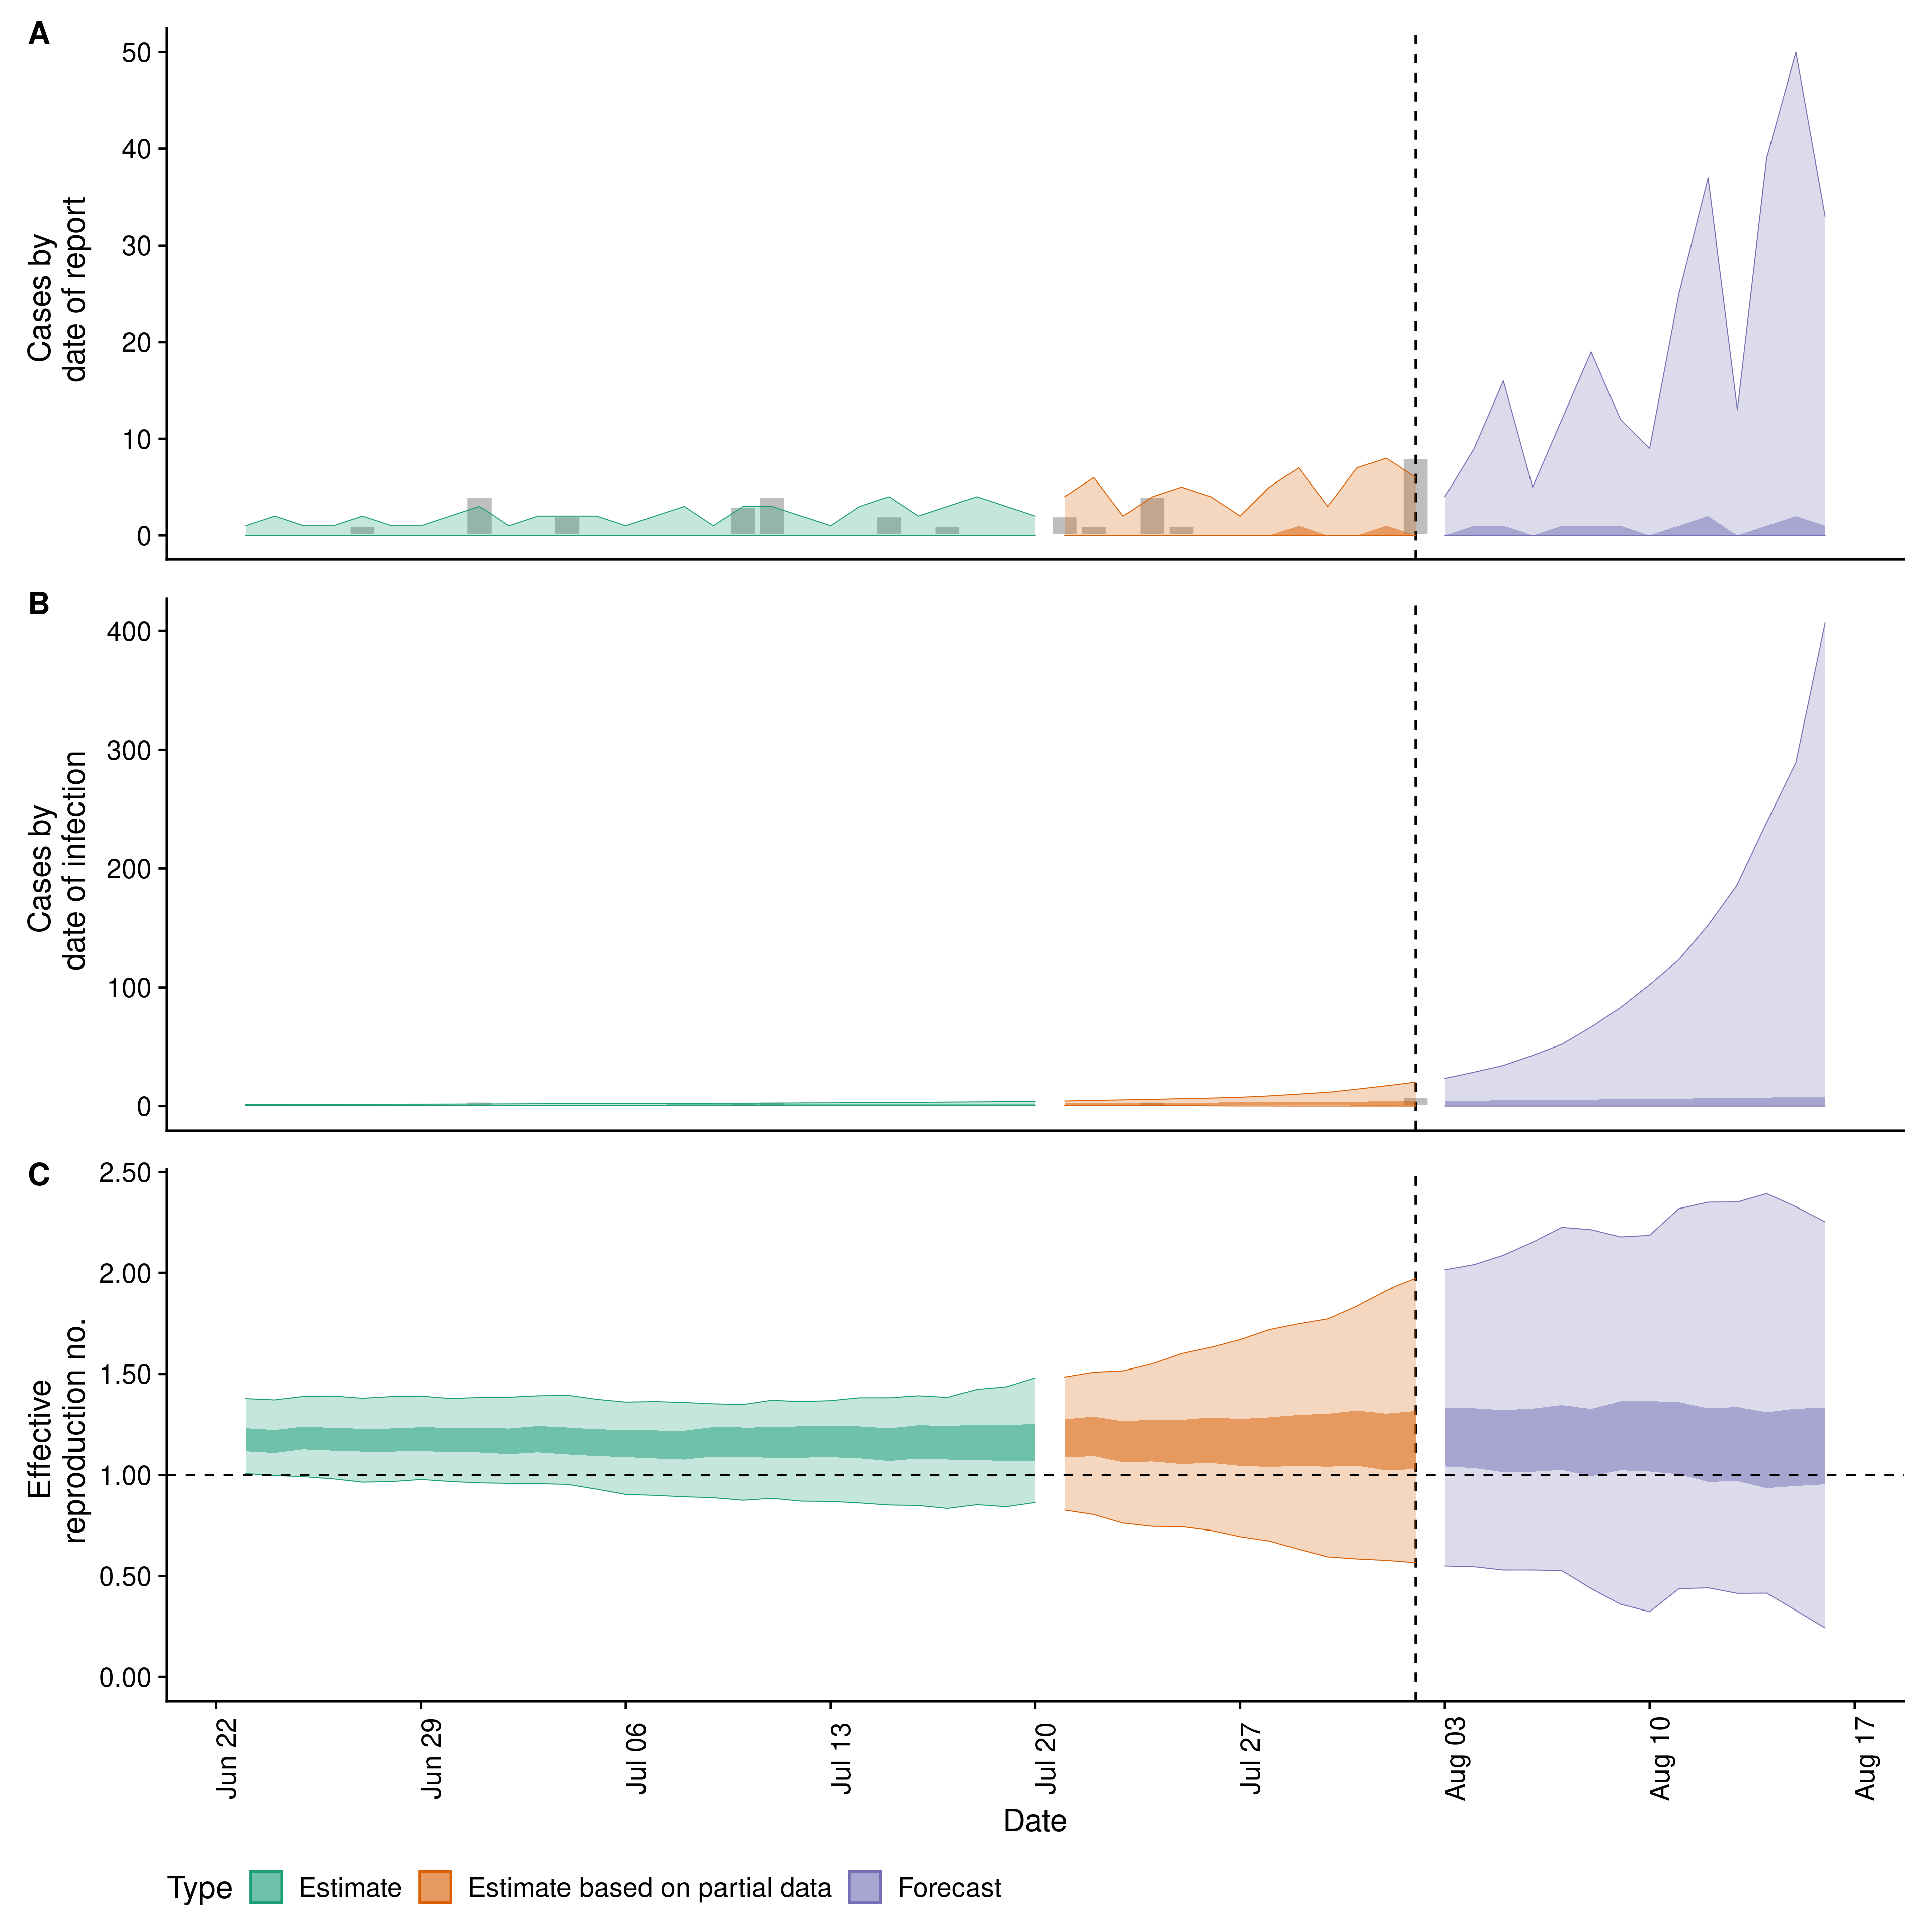 A
50
40
30
20
10
0
Cases by
date of report
B
400
300
200
100
0
Cases by
date of infection
C
2.50
2.00
1.50
1.00
0.50
0.00
Effective
reproduction no.
Jun 22
Jun 29
Jul 06
Jul 13
Jul 20
Jul 27
Aug 03
Aug 10
Aug 17
Date
Type Estimate Estimate based on partial data Forecast